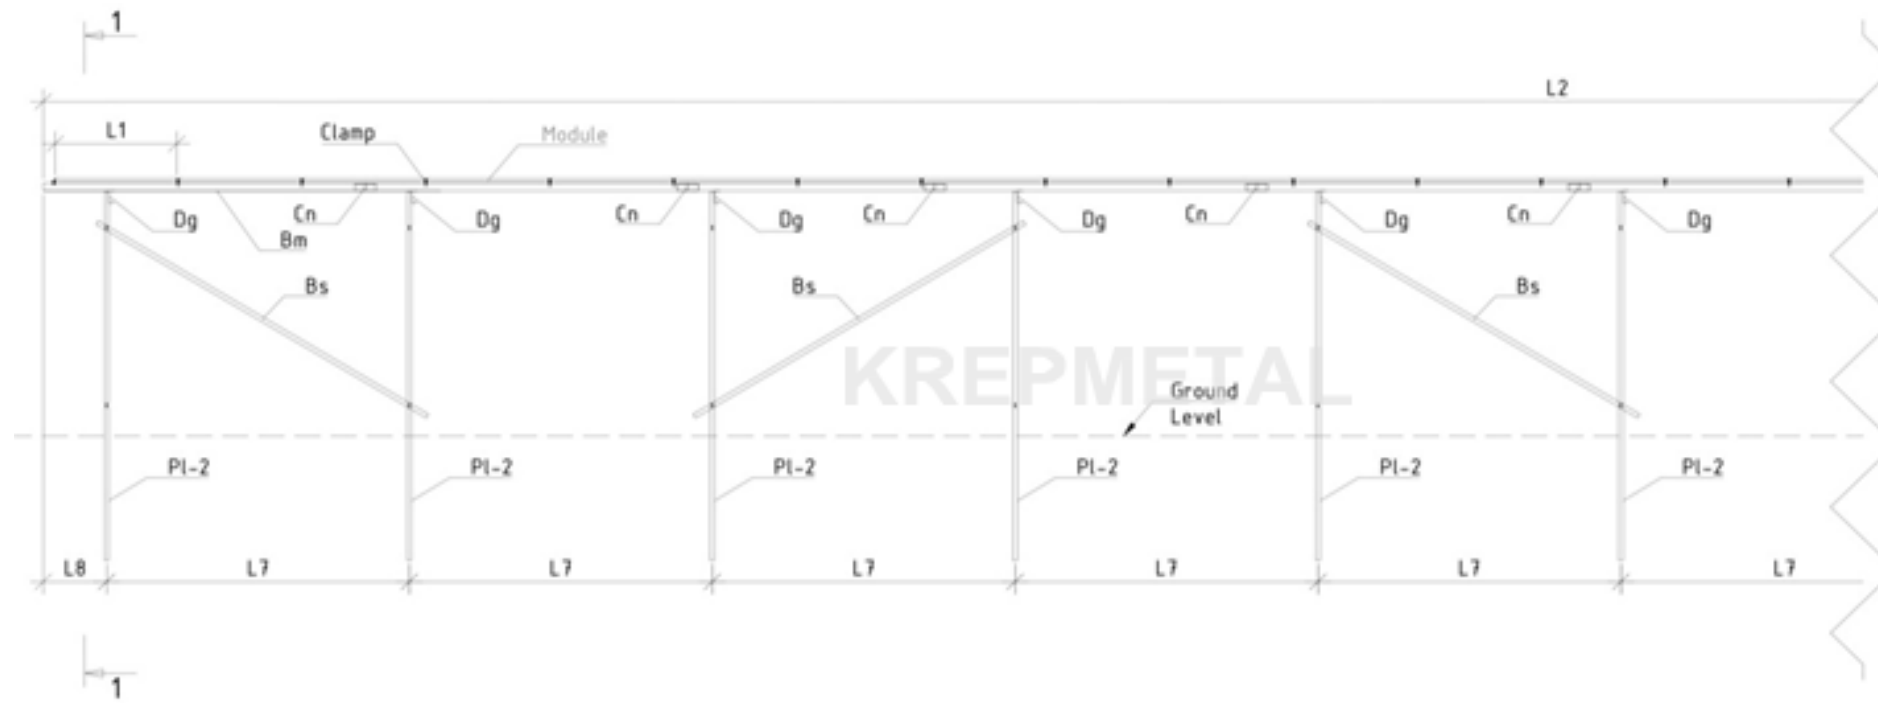 1
L2
L1
Clamp
Module
Dg
Cn
Bm
Dg
Cn
Dg
Cn
Dg
Cn
Dg
Cn
Dg
Bs
Bs
Bs
KREPMETAL
Ground
Level
Pl-2
Pl-2
Pl-2
Pl-2
Pl-2
Pl-2
L8
L7
L7
L7
L7
L7
L7
1